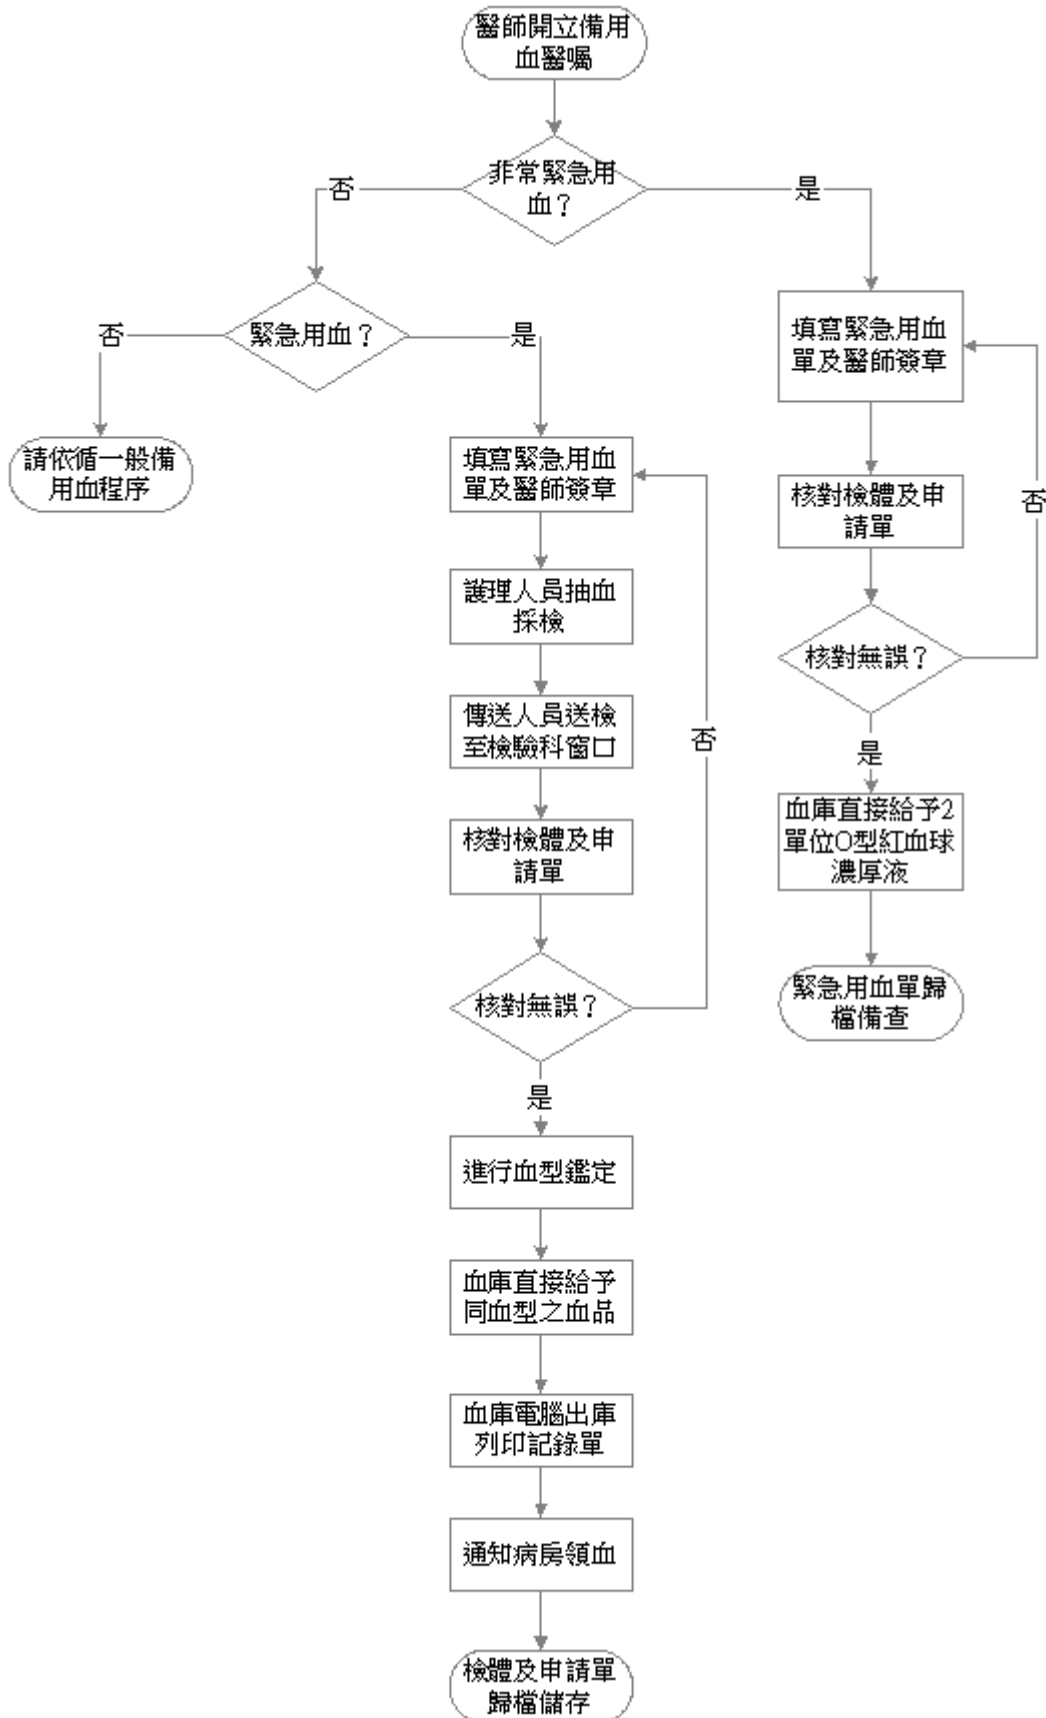 醫師開立備用
血醫囑
非常緊急用
血？
否
是
緊急用血？
否
是
填寫緊急用血
單及醫師簽章
請依循一般備
用血程序
填寫緊急用血
單及醫師簽章
核對檢體及申
請單
否
護理人員抽血
採檢
核對無誤？
傳送人員送檢
至檢驗科窗口
否
是
血庫直接給予2
單位O型紅血球
濃厚液
核對檢體及申
請單
緊急用血單歸
檔備查
核對無誤？
是
進行血型鑑定
血庫直接給予
同血型之血品
血庫電腦出庫
列印記錄單
通知病房領血
檢體及申請單
歸檔儲存